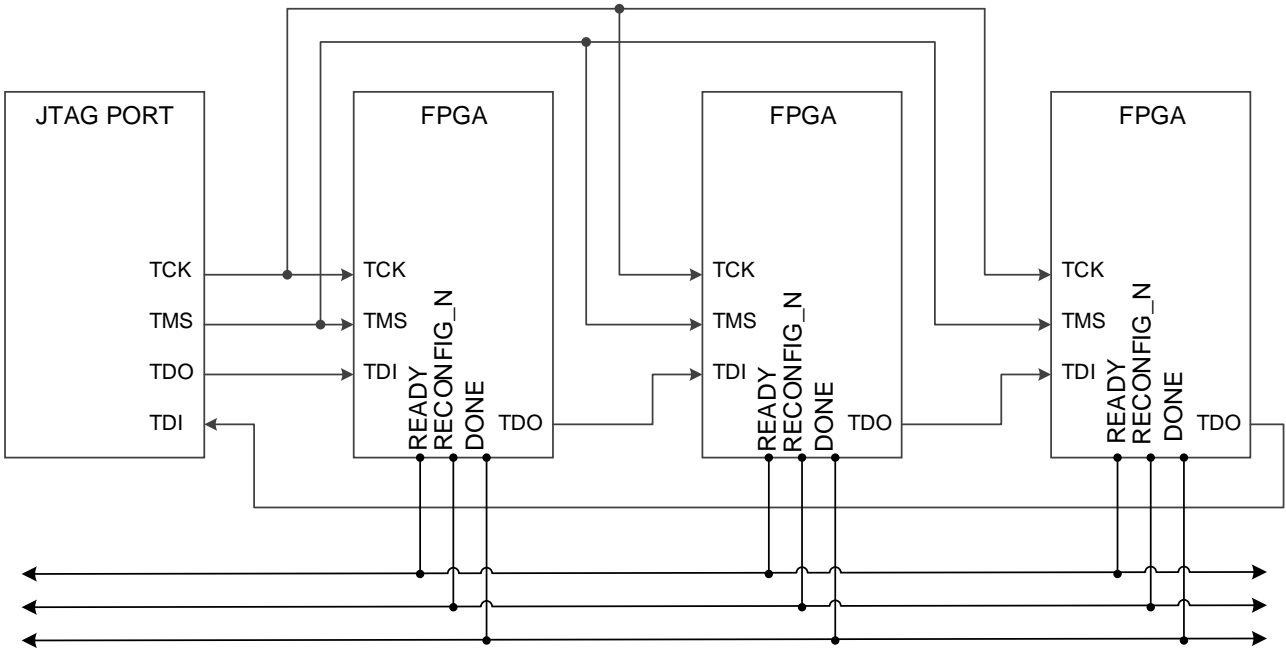 JTAG PORT
TCK
TMS
TDO
TDI
FPGA
TCK
TMS
TDI
READY
RECONFIG_N
DONE
TDO
FPGA
TCK
TMS
TDI
READY
RECONFIG_N
DONE
TDO
FPGA
TCK
TMS
TDI
READY
RECONFIG_N
DONE
TDO